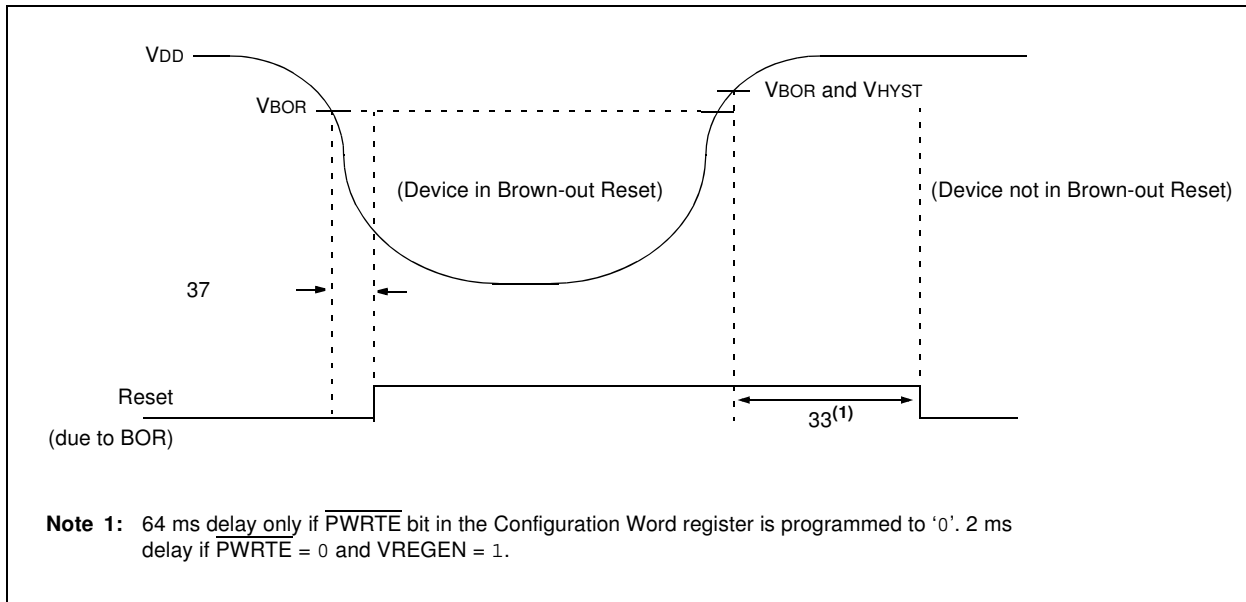 VDD
VBOR and VHYST
VBOR
(Device in Brown-out Reset)
(Device not in Brown-out Reset)
37
Reset
33(1)
(due to BOR)
Note 1: 64 ms delay only if PWRTE bit in the Configuration Word register is programmed to ‘0’. 2 ms
delay if PWRTE = 0 and VREGEN = 1.